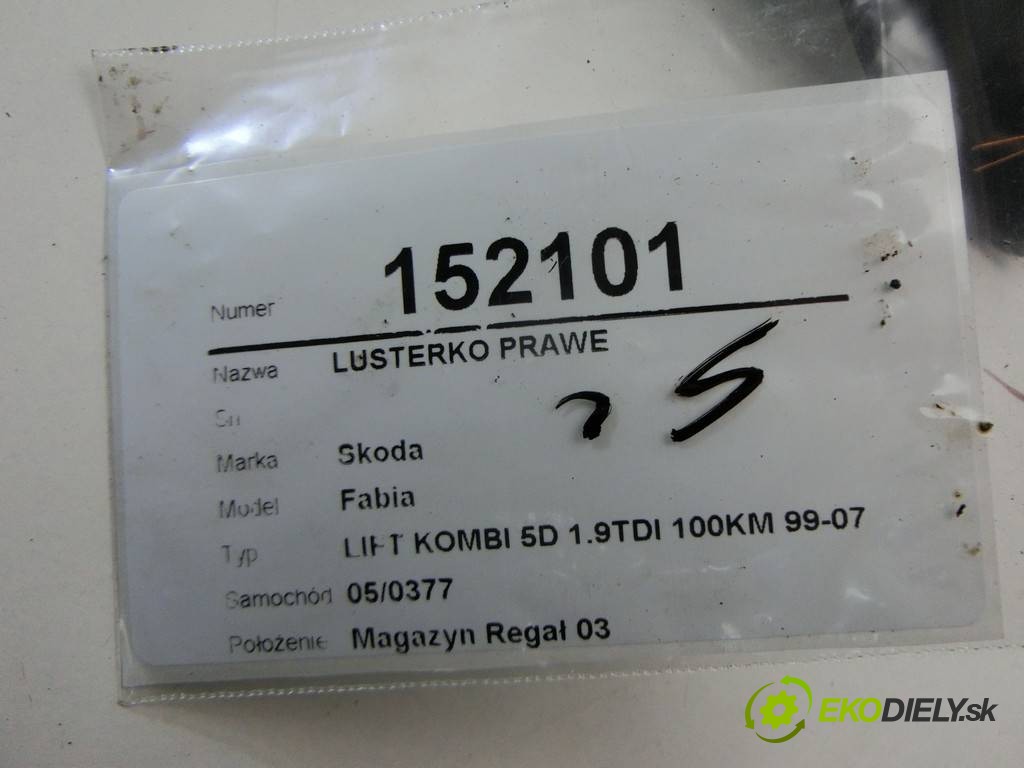 Numer 152101
Nazwa LUSTERKO PRAWE
Sn
Marka Skoda
Model Fabia
Typ LIFT KOMBI 5D 1.9TDI 100KM 99-07
Samochód 05/0377
Położenie Magazyn Regał 03
EKODIELY.sk